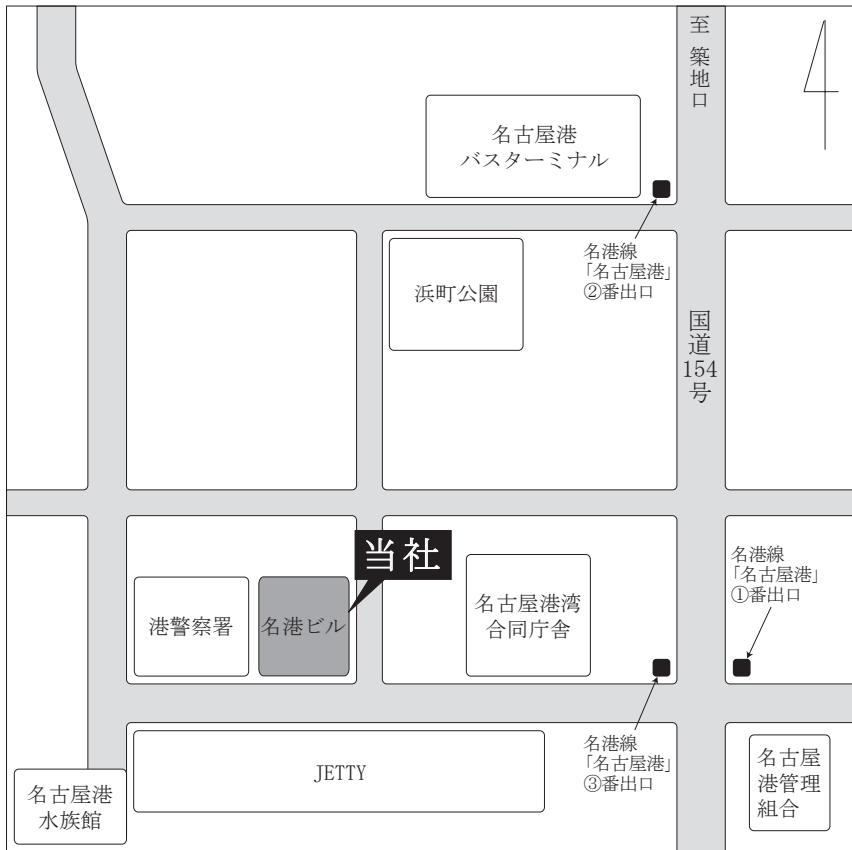 至 築地口
名古屋港
バスターミナル
名港線
「名古屋港」
②番出口
浜町公園
国道154号
当社
名港線
「名古屋港」
①番出口
港警察署
名港ビル
名古屋港湾
合同庁舎
名港線
「名古屋港」
③番出口
JETTY
名古屋港
水族館
名古屋
港管理
組合